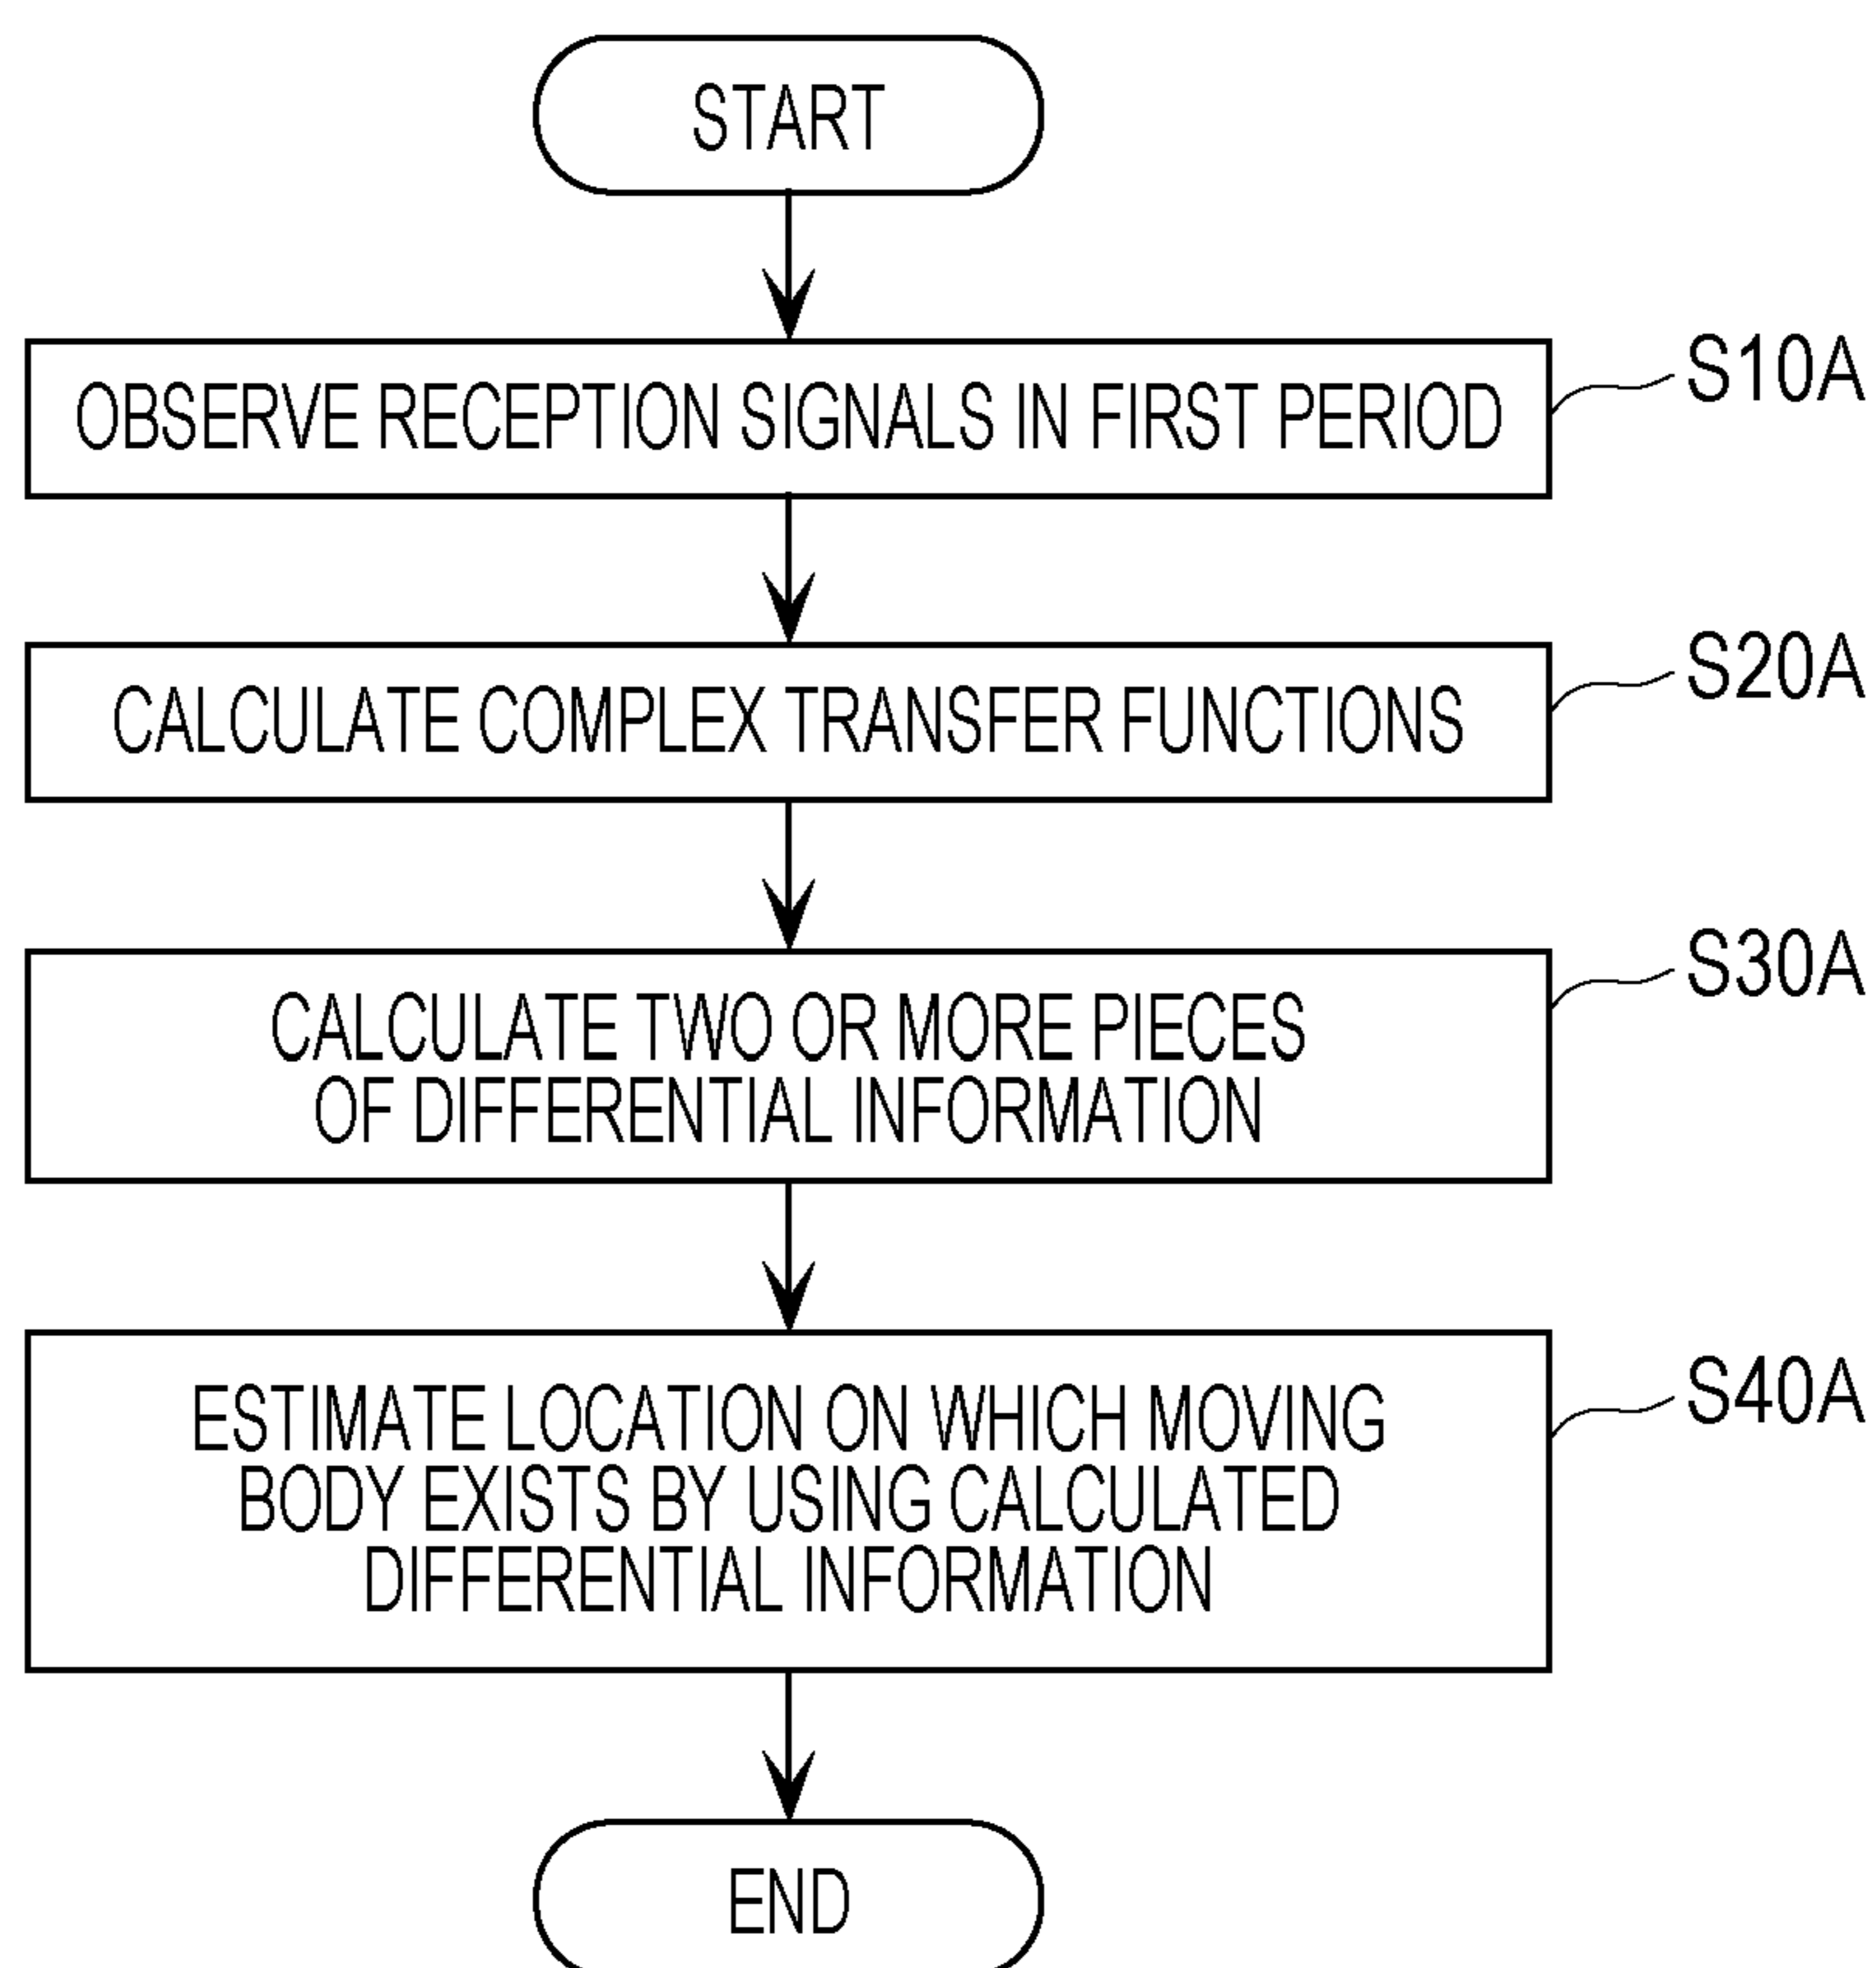 START
OBSERVE RECEPTION SIGNALS IN FIRST PERIOD
S10A
CALCULATE COMPLEX TRANSFER FUNCTIONS
S20A
CALCULATE TWO OR MORE PIECES
OF DIFFERENTIAL INFORMATION
S30A
ESTIMATE LOCATION ON WHICH MOVING
BODY EXISTS BY USING CALCULATED
DIFFERENTIAL INFORMATION
S40A
END